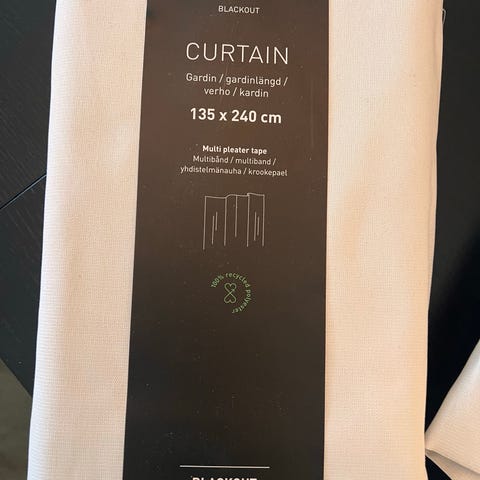 BLACKOUT
CURTAIN
Gardin / gardinlängd /
verho / kardin
135 x 240 cm
Multi pleater tape
Multibånd / multiband /
yhdistelmänauha / krookepael
100% recycled polyester
BLACKOUT